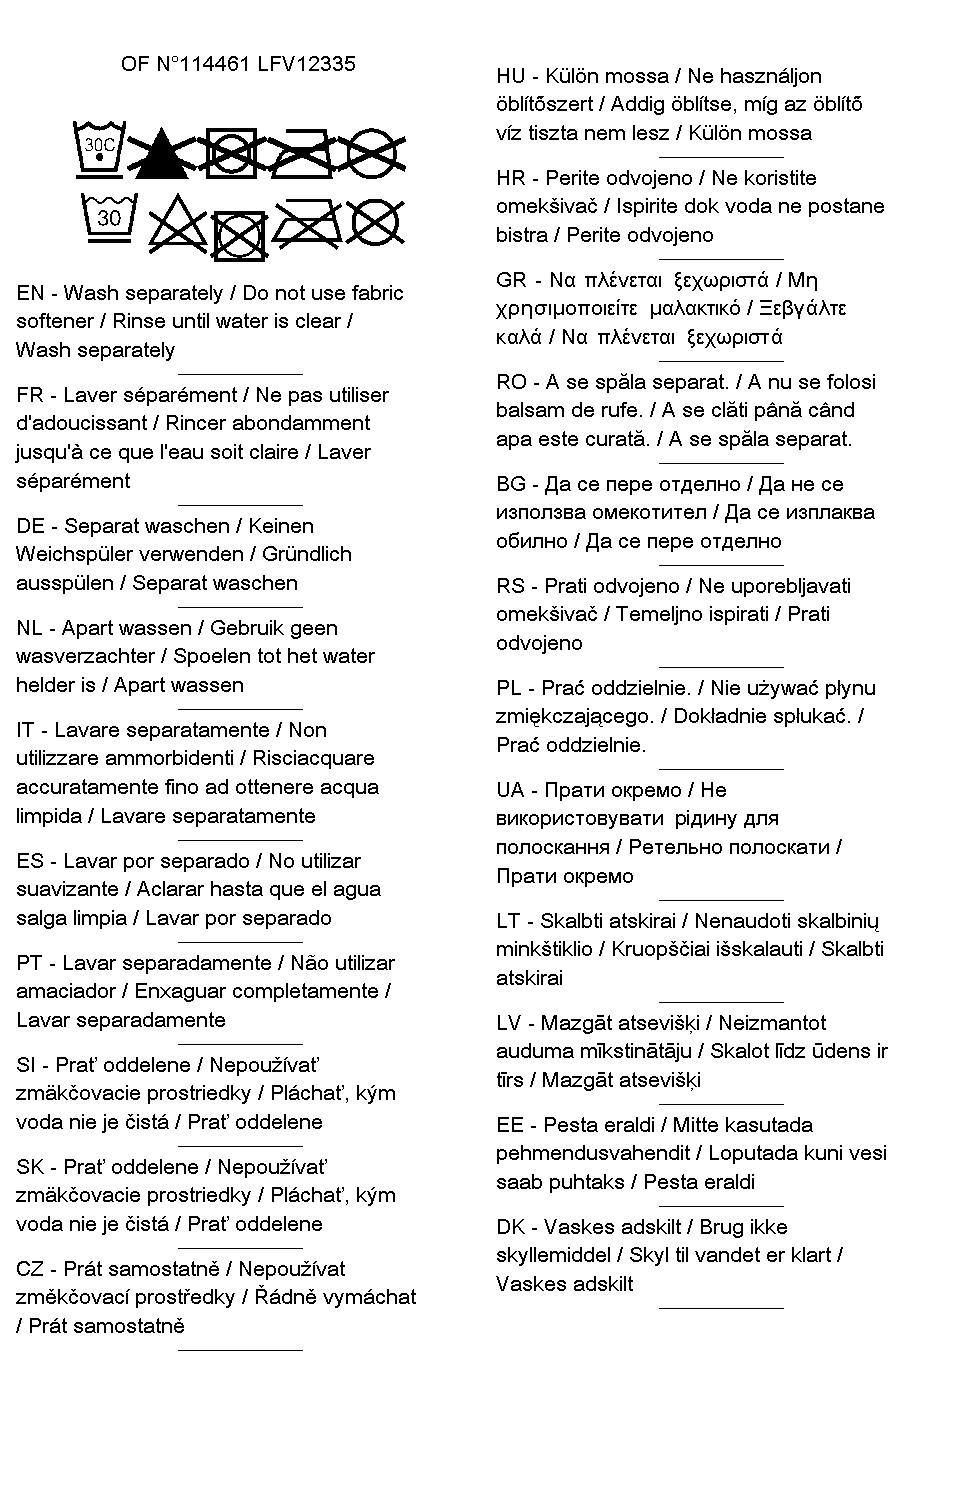 OF N°114461 LFV12335
30C
30
EN - Wash separately / Do not use fabric
softener / Rinse until water is clear /
Wash separately
FR - Laver séparément / Ne pas utiliser
d'adoucissant / Rincer abondamment
jusqu'à ce que l'eau soit claire / Laver
séparément
DE - Separat waschen / Keinen
Weichspüler verwenden / Gründlich
ausspülen / Separat waschen
NL - Apart wassen / Gebruik geen
wasverzachter / Spoelen tot het water
helder is / Apart wassen
IT - Lavare separatamente / Non
utilizzare ammorbidenti / Risciacquare
accuratamente fino ad ottenere acqua
limpida / Lavare separatamente
ES - Lavar por separado / No utilizar
suavizante / Aclarar hasta que el agua
salga limpia / Lavar por separado
PT - Lavar separadamente / Não utilizar
amaciador / Enxaguar completamente /
Lavar separadamente
SI - Prať oddelene / Nepoužívať
zmäkčovacie prostriedky / Pláchať, kým
voda nie je čistá / Prať oddelene
SK - Prať oddelene / Nepoužívať
zmäkčovacie prostriedky / Pláchať, kým
voda nie je čistá / Prať oddelene
CZ - Prát samostatně / Nepoužívat
změkčovací prostředky / Řádně vymáchat
/ Prát samostatně
HU - Külön mossa / Ne használjon
öblítőszert / Addig öblítse, míg az öblítő
víz tiszta nem lesz / Külön mossa
HR - Perite odvojeno / Ne koristite
omekšivač / Ispirite dok voda ne postane
bistra / Perite odvojeno
GR - Να πλένεται ξεχωριστά / Μη
χρησιμοποιείτε μαλακτικό / Ξεβγάλτε
καλά / Να πλένεται ξεχωριστά
RO - A se spăla separat. / A nu se folosi
balsam de rufe. / A se clăti până când
apa este curată. / A se spăla separat.
BG - Да се пере отделно / Да не се
използва омекотител / Да се изплаква
обилно / Да се пере отделно
RS - Prati odvojeno / Ne uporebljavati
omekšivač / Temeljno ispirati / Prati
odvojeno
PL - Prać oddzielnie. / Nie używać płynu
zmiękczającego. / Dokładnie spłukać. /
Prać oddzielnie.
UA - Прати окремо / Не
використовувати рідину для
полоскання / Ретельно полоскати /
Прати окремо
LT - Skalbti atskirai / Nenaudoti skalbinių
minkštiklio / Kruopščiai išskalauti / Skalbti
atskirai
LV - Mazgāt atsevišķi / Neizmantot
auduma mīkstinātāju / Skalot līdz ūdens ir
tīrs / Mazgāt atsevišķi
EE - Pesta eraldi / Mitte kasutada
pehmendusvahendit / Loputada kuni vesi
saab puhtaks / Pesta eraldi
DK - Vaskes adskilt / Brug ikke
skyllemiddel / Skyl til vandet er klart /
Vaskes adskilt